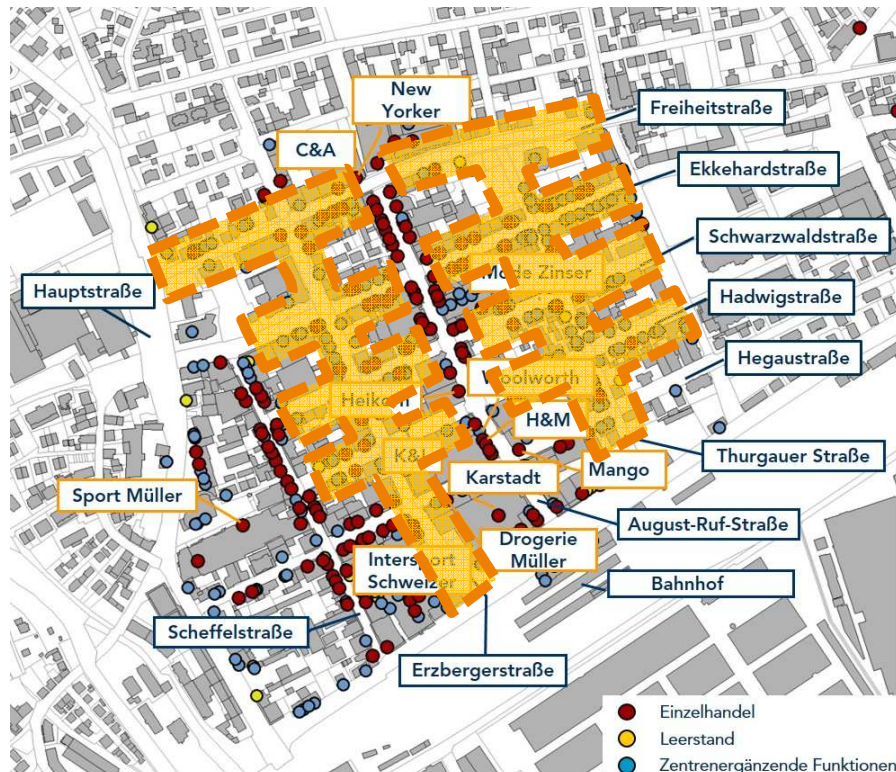 New
Yorker
Freiheitstraße
C&A
Ekkehardstraße
Schwarzwaldstraße
Mode Zinser
Hauptstraße
Hadwigstraße
Hegaustraße
Woolworth
Heikorn
H&M
K&L
Thurgauer Straße
Mango
Karstadt
Sport Müller
August-Ruf-Straße
Drogerie
Müller
Intersport
Schweizer
Bahnhof
Scheffelstraße
Erzbergerstraße
Einzelhandel
Leerstand
Zentrenergänzende Funktionen